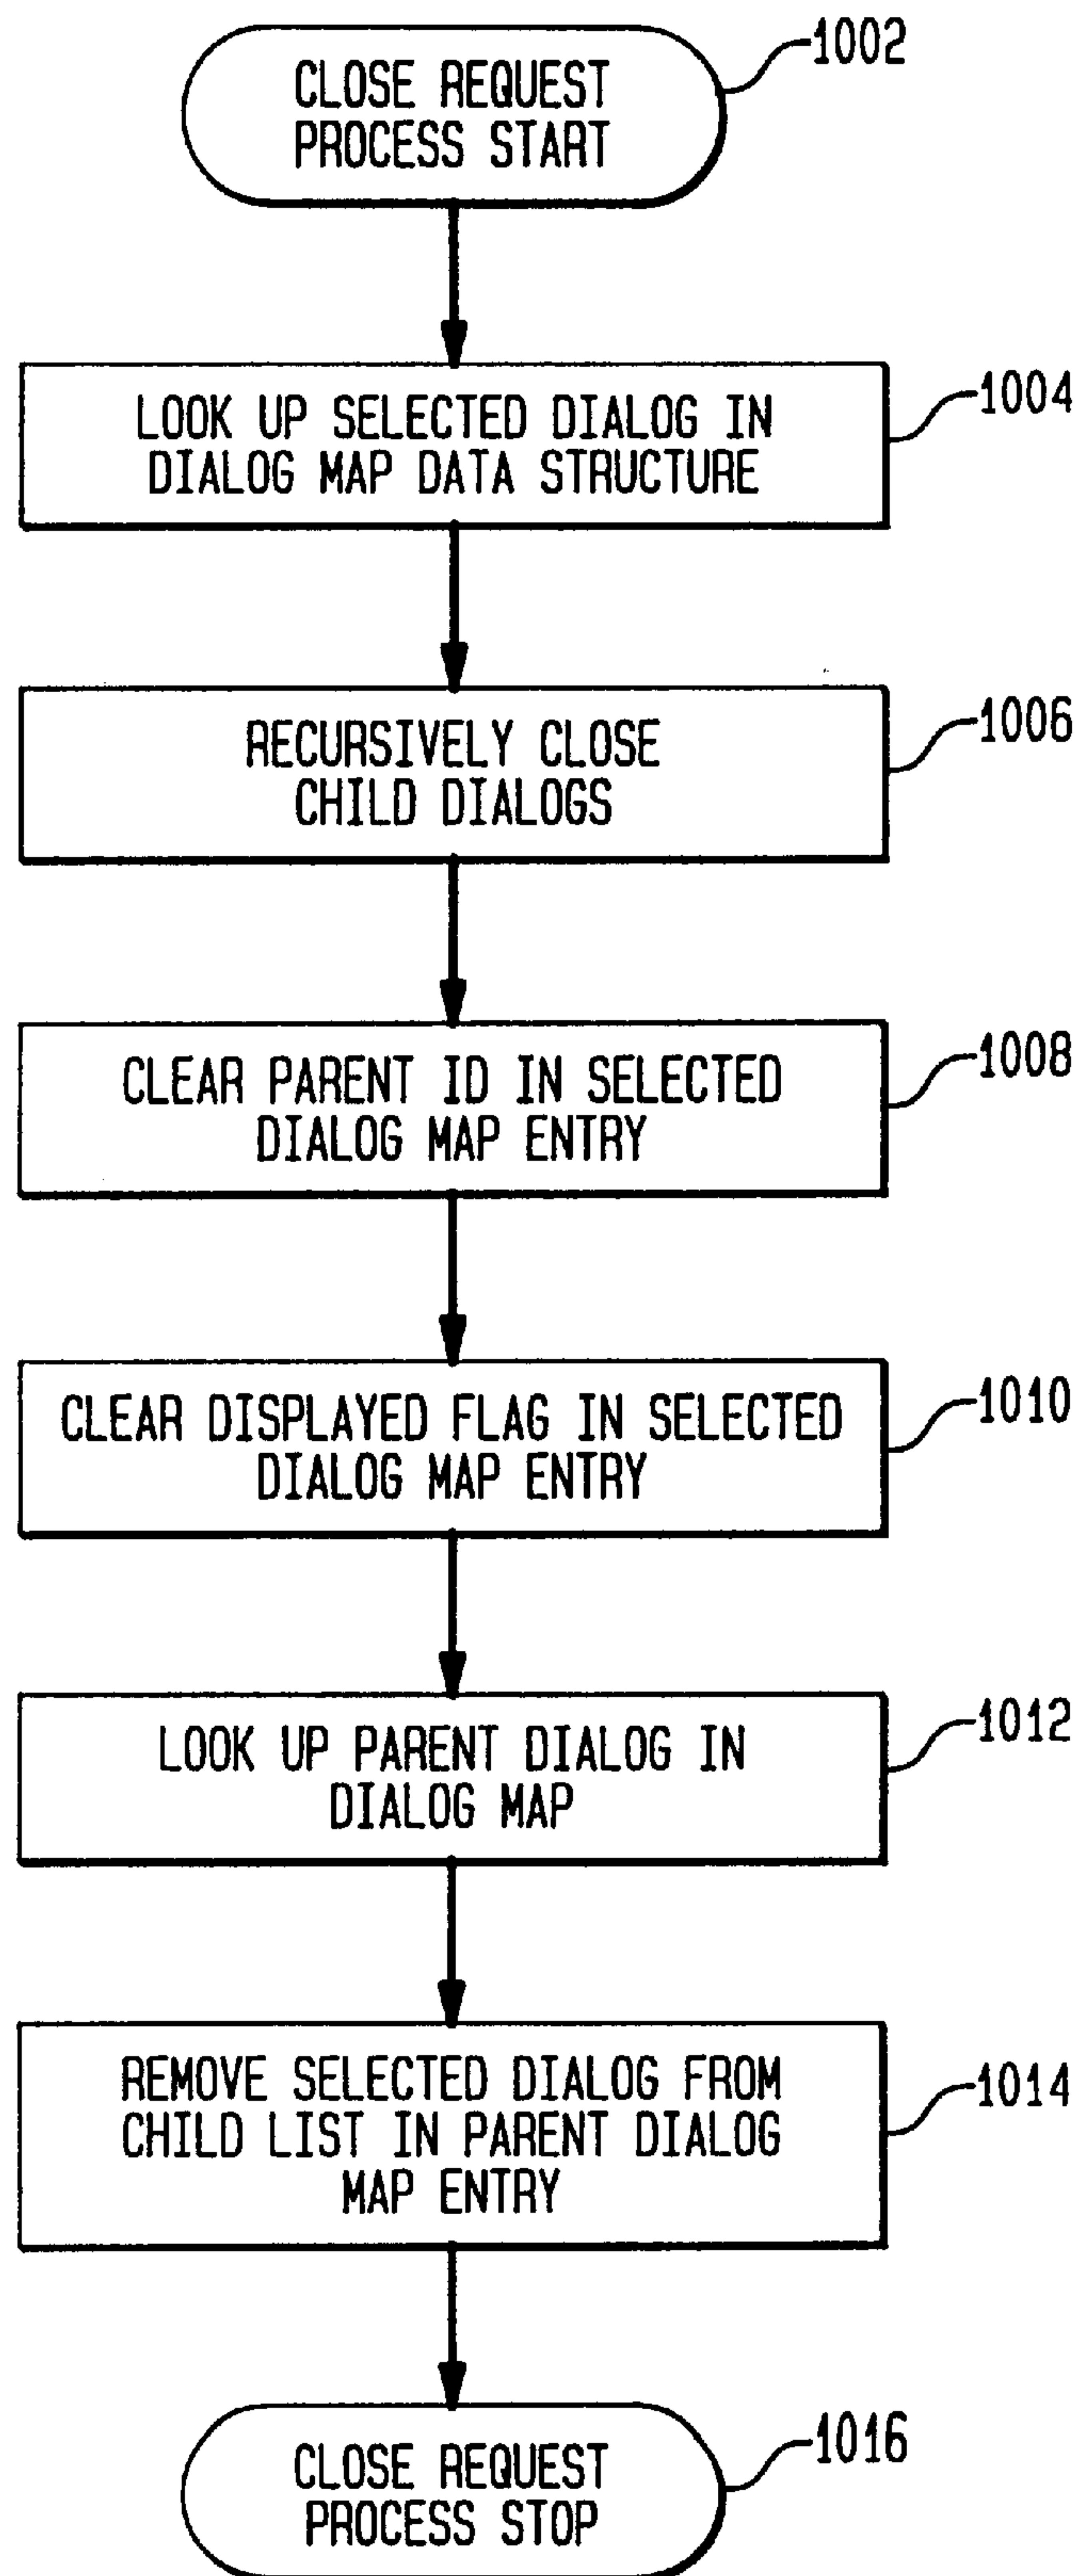 CLOSE REQUEST
PROCESS START
1002
LOOK UP SELECTED DIALOG IN
DIALOG MAP DATA STRUCTURE
1004
RECURSIVELY CLOSE
CHILD DIALOGS
1006
CLEAR PARENT ID IN SELECTED
DIALOG MAP ENTRY
1008
CLEAR DISPLAYED FLAG IN SELECTED
DIALOG MAP ENTRY
1010
LOOK UP PARENT DIALOG IN
DIALOG MAP
1012
REMOVE SELECTED DIALOG FROM
CHILD LIST IN PARENT DIALOG
MAP ENTRY
1014
CLOSE REQUEST
PROCESS STOP
1016